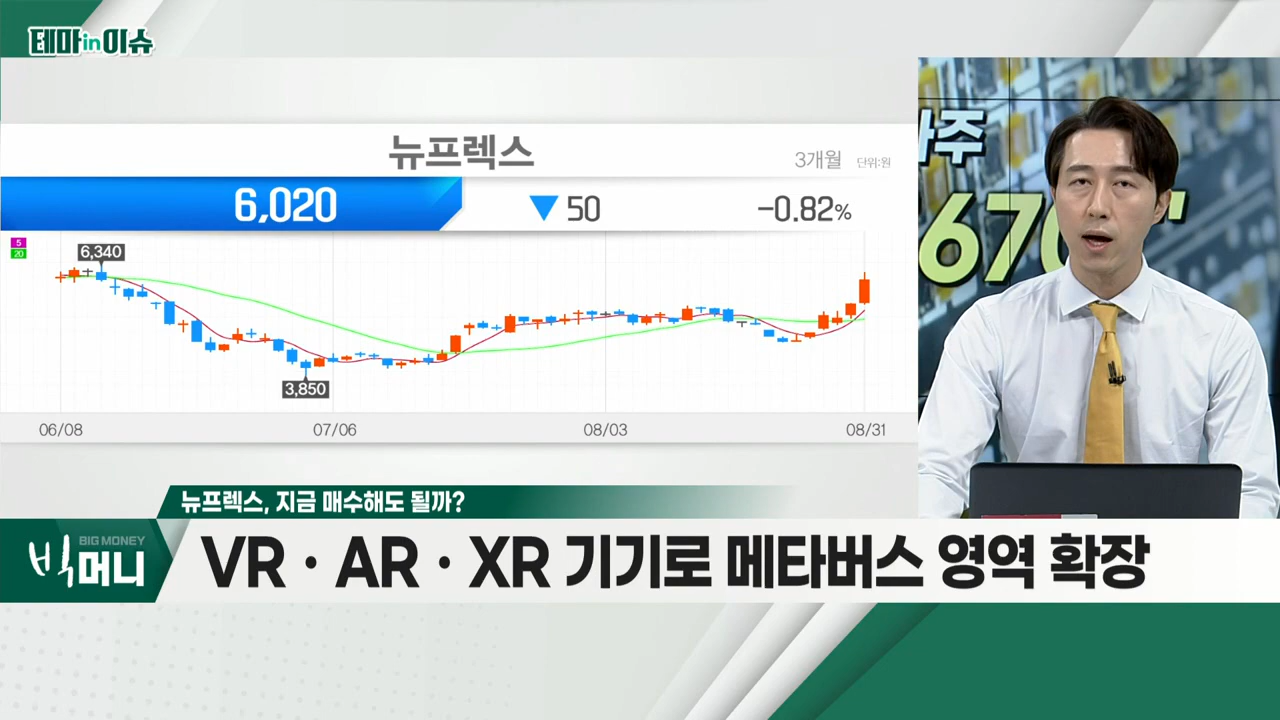 테마in이슈
뉴프렉스
3개월 단위:원
6,020 ▼50 -0.82%
5
20
6,340
3,850
06/08 07/06 08/03 08/31
주
670
뉴프렉스, 지금 매수해도 될까?
BIG MONEY
빅머니
VR·AR·XR 기기로 메타버스 영역 확장